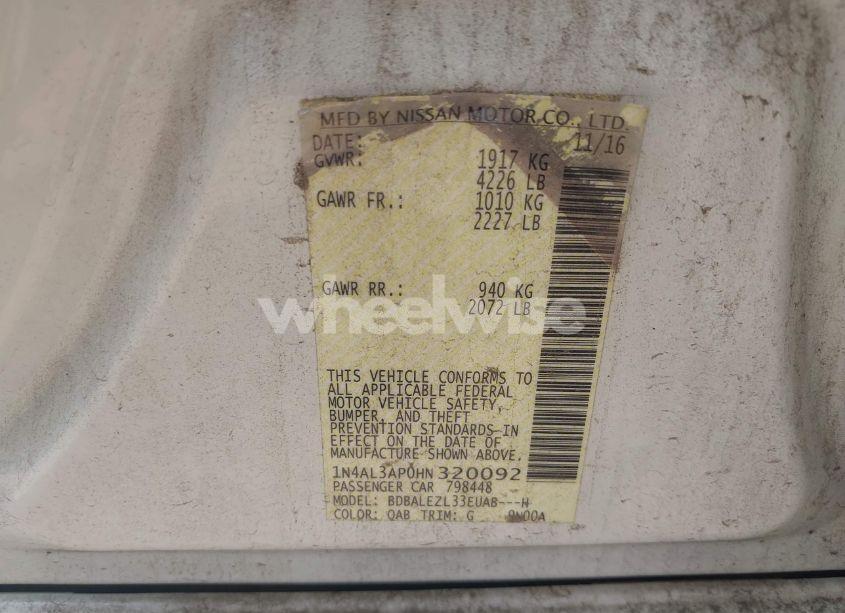 MFD BY NISSAN MOTOR CO., LTD.
DATE: 11/16
GVWR: 1917 KG
4226 LB
GAWR FR.: 1010 KG
2227 LB
GAWR RR.: 940 KG
2072 LB
wheelwise
THIS VEHICLE CONFORMS TO
ALL APPLICABLE FEDERAL
MOTOR VEHICLE SAFETY,
BUMPER, AND THEFT
PREVENTION STANDARDS IN
EFFECT ON THE DATE OF
MANUFACTURE SHOWN ABOVE.
1N4AL3AP0HN320092
PASSENGER CAR 798448
MODEL: BDBALEZL33EUAB---H
COLOR: QAB TRIM: G